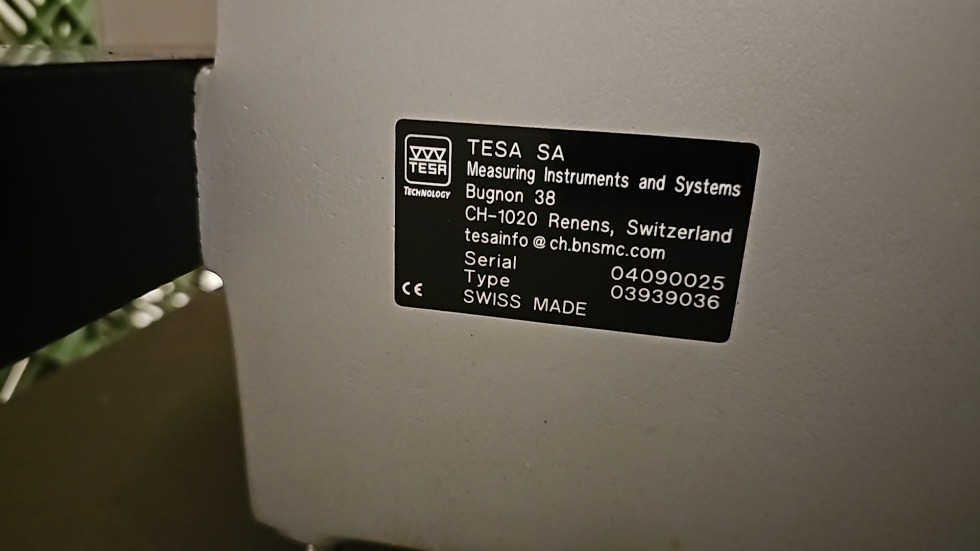 TESA
TECHNOLOGY
TESA SA
Measuring Instruments and Systems
Bugnon 38
CH-1020 Renens, Switzerland
tesainfo @ ch.bnsmc.com
Serial 04090025
Type 03939036
CE SWISS MADE